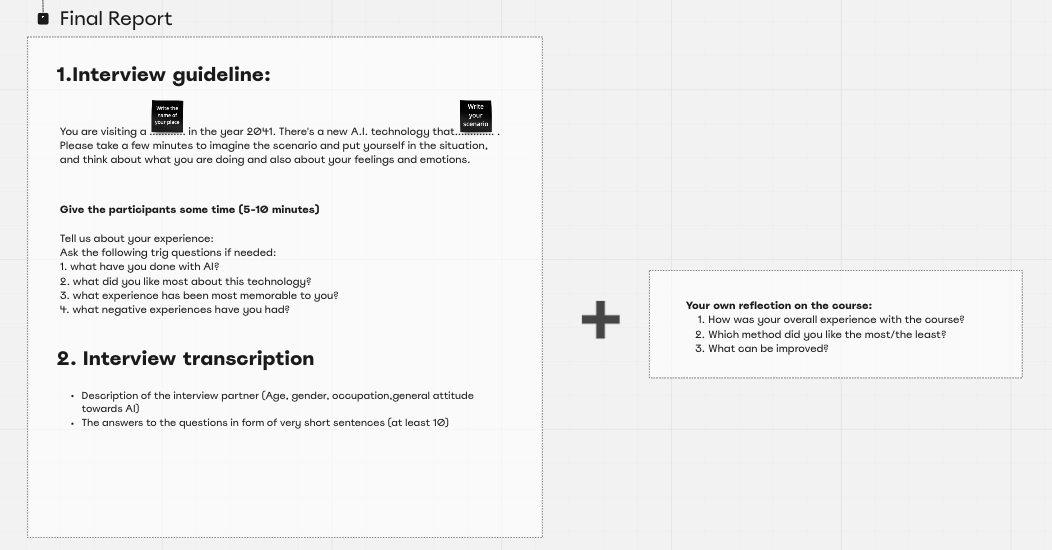 Final Report
1.Interview guideline:
Write the
name of
your place
Write
your
scenario
You are visiting a ........... in the year 2041. There's a new A.I. technology that............ .
Please take a few minutes to imagine the scenario and put yourself in the situation,
and think about what you are doing and also about your feelings and emotions.
Give the participants some time (5-10 minutes)
Tell us about your experience:
Ask the following trig questions if needed:
1. what have you done with AI?
2. what did you like most about this technology?
3. what experience has been most memorable to you?
4. what negative experiences have you had?
2. Interview transcription
• Description of the interview partner (Age, gender, occupation,general attitude
towards AI)
• The answers to the questions in form of very short sentences (at least 10)
+
Your own reflection on the course:
1. How was your overall experience with the course?
2. Which method did you like the most/the least?
3. What can be improved?